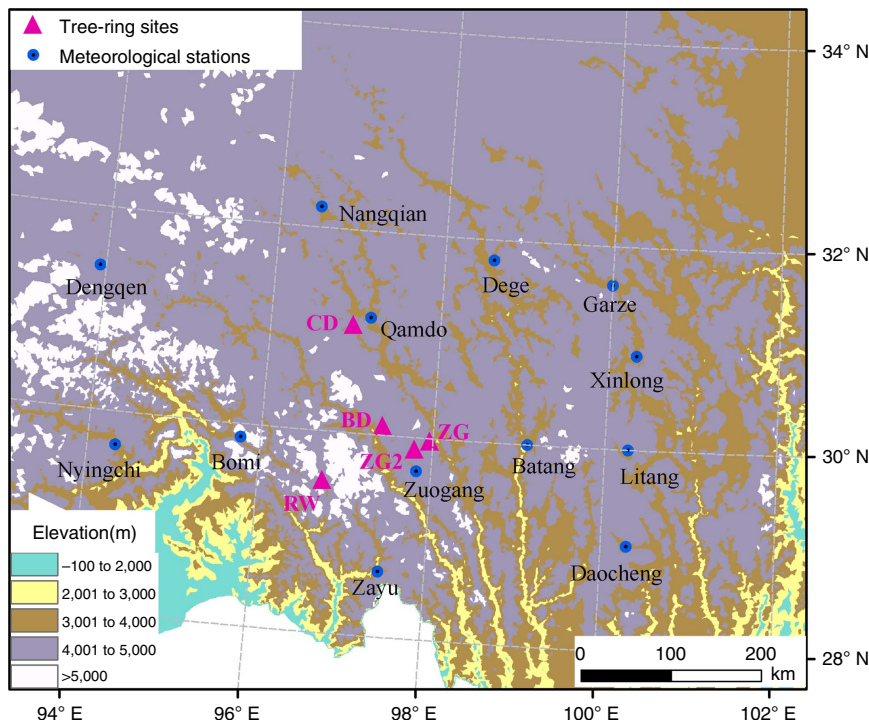 Tree-ring sites
Meteorological stations
34° N
Nangqian
32° N
Dengqen
Dege
Garze
CD
Qamdo
Xinlong
BD
ZG
Nyingchi
Bomi
ZG2
Batang
Litang
30° N
RW
Zuogang
Elevation(m)
–100 to 2,000
2,001 to 3,000
3,001 to 4,000
4,001 to 5,000
>5,000
Zayu
Daocheng
0 100 200
km
28° N
94° E 96° E 98° E 100° E 102° E